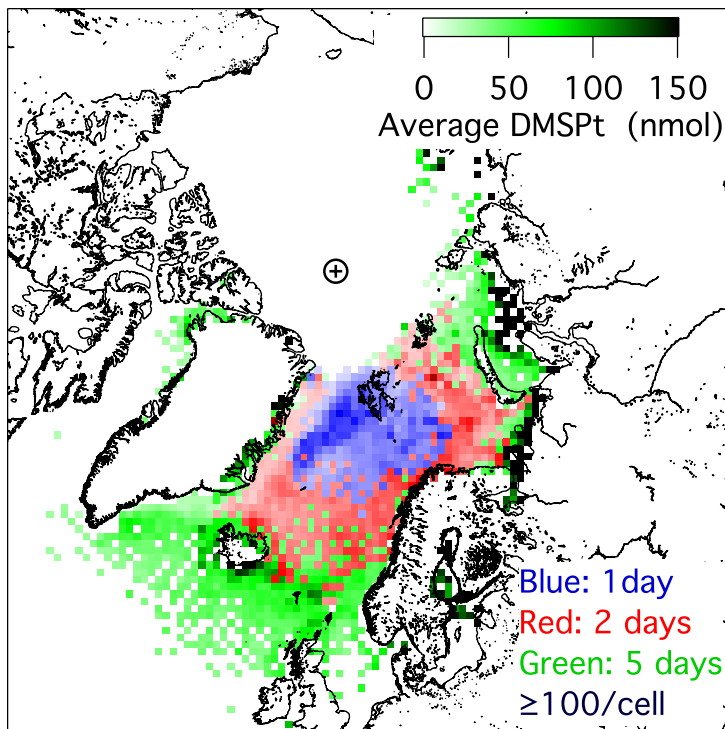 0 50 100 150
Average DMSPt (nmol)
Blue: 1day
Red: 2 days
Green: 5 days
≥100/cell